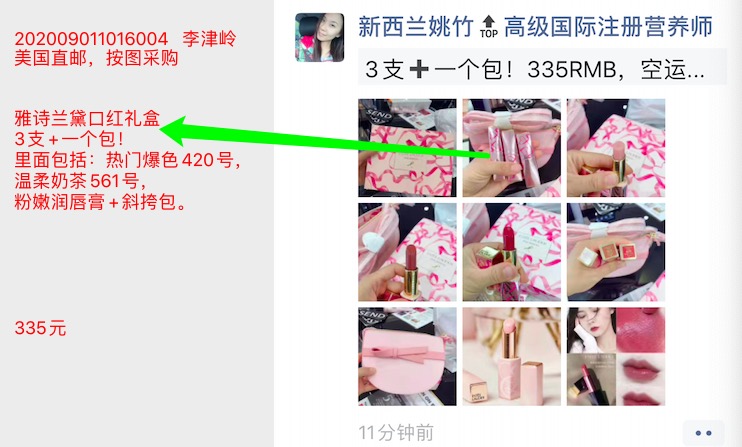 202009011016004 李津岭
美国直邮，按图采购
雅诗兰黛口红礼盒
3支+一个包！
里面包括：热门爆色420号，
温柔奶茶561号，
粉嫩润唇膏+斜挎包。
335元
新西兰姚竹🔝高级国际注册营养师
3支➕一个包！335RMB，空运...
SEND
SEND
11分钟前